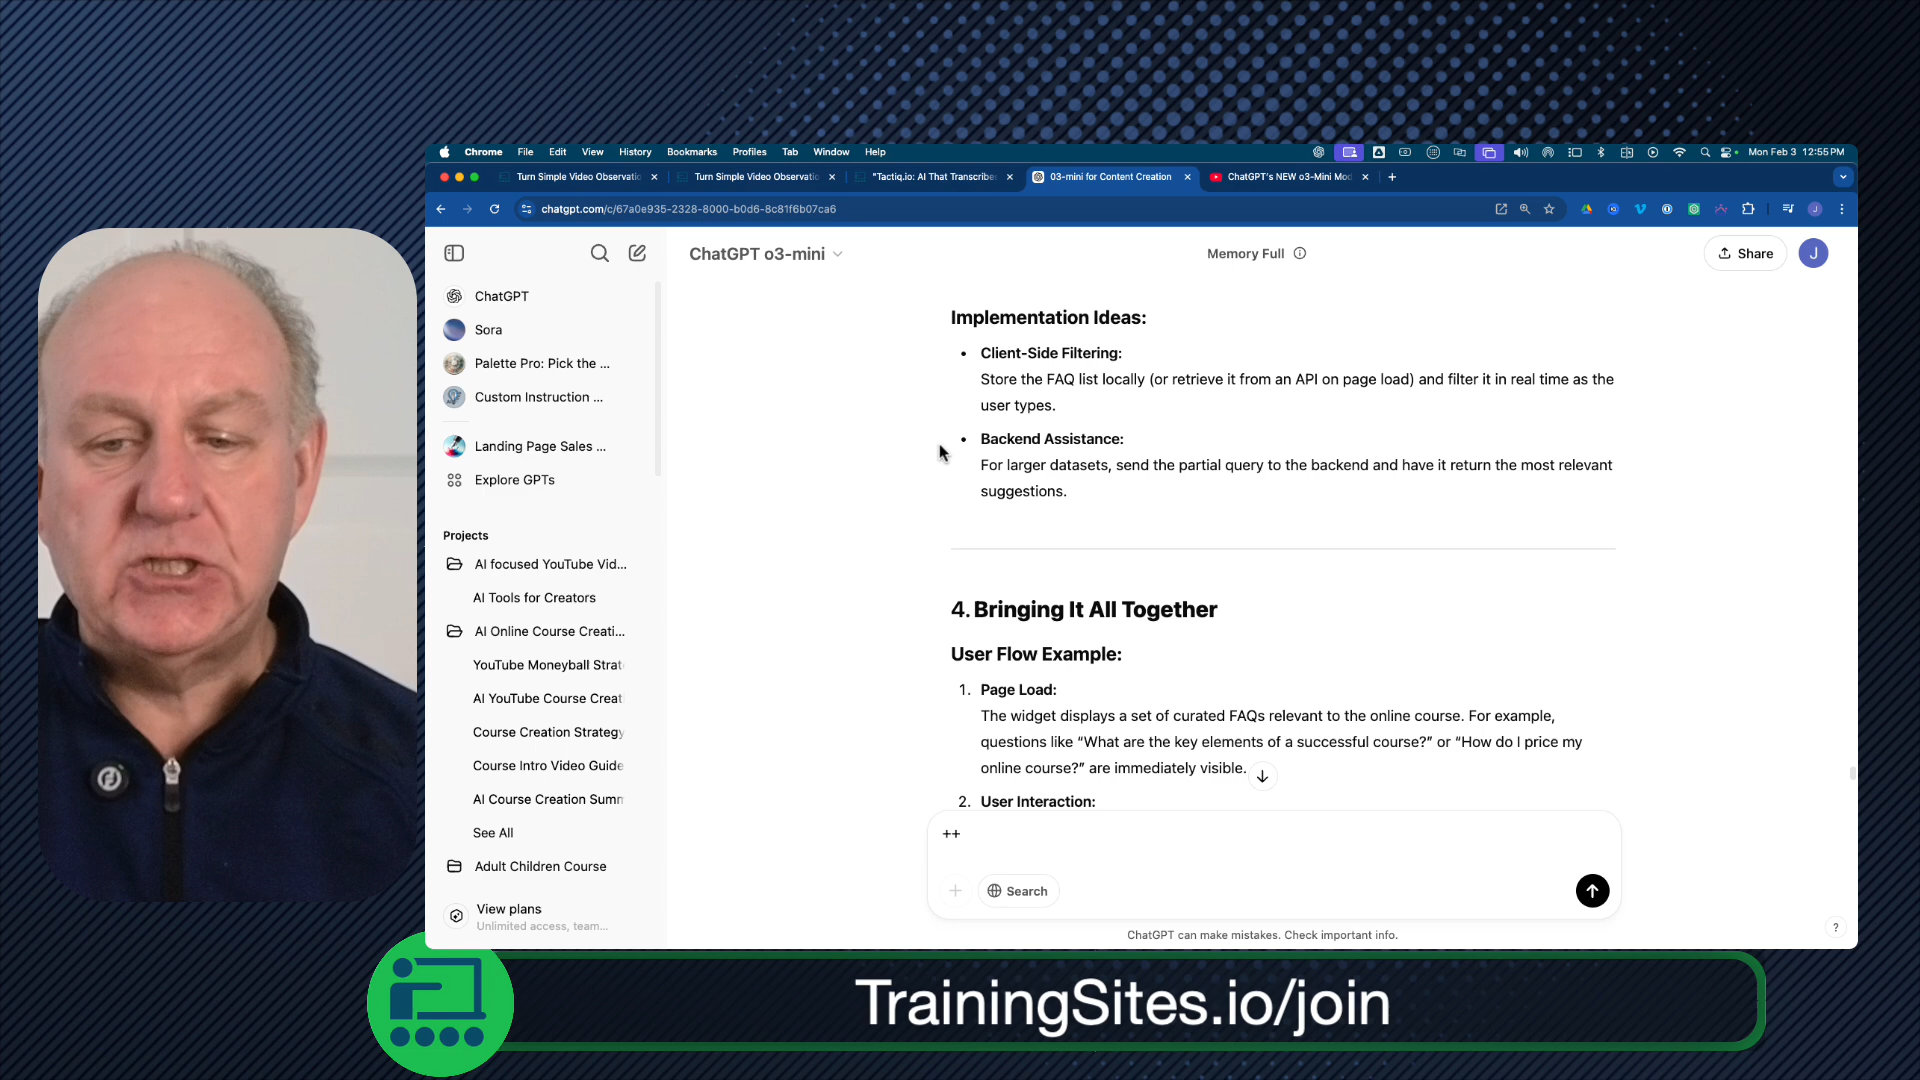 Chrome File Edit View History Bookmarks Profiles Tab Window Help
Mon Feb 3 12:55 PM
Turn Simple Video Observatio
Turn Simple Video Observatio
"Tactiq.io: AI That Transcribes
03-mini for Content Creation
ChatGPT's NEW o3-Mini Mod
chatgpt.com/c/67a0e935-2328-8000-b0d6-8c81f6b07ca6
ChatGPT o3-mini
Memory Full
Share
J
ChatGPT
Sora
Palette Pro: Pick the ...
Custom Instruction ...
Landing Page Sales ...
Explore GPTs
Projects
AI focused YouTube Vid...
AI Tools for Creators
AI Online Course Creati...
YouTube Moneyball Strat
AI YouTube Course Creat
Course Creation Strategy
Course Intro Video Guide
AI Course Creation Summ
See All
Adult Children Course
View plans
Unlimited access, team...
Implementation Ideas:
• Client-Side Filtering:
Store the FAQ list locally (or retrieve it from an API on page load) and filter it in real time as the
user types.
• Backend Assistance:
For larger datasets, send the partial query to the backend and have it return the most relevant
suggestions.
4. Bringing It All Together
User Flow Example:
1. Page Load:
The widget displays a set of curated FAQs relevant to the online course. For example,
questions like “What are the key elements of a successful course?” or “How do I price my
online course?” are immediately visible.
2. User Interaction:
++
Search
ChatGPT can make mistakes. Check important info.
?
TrainingSites.io/join